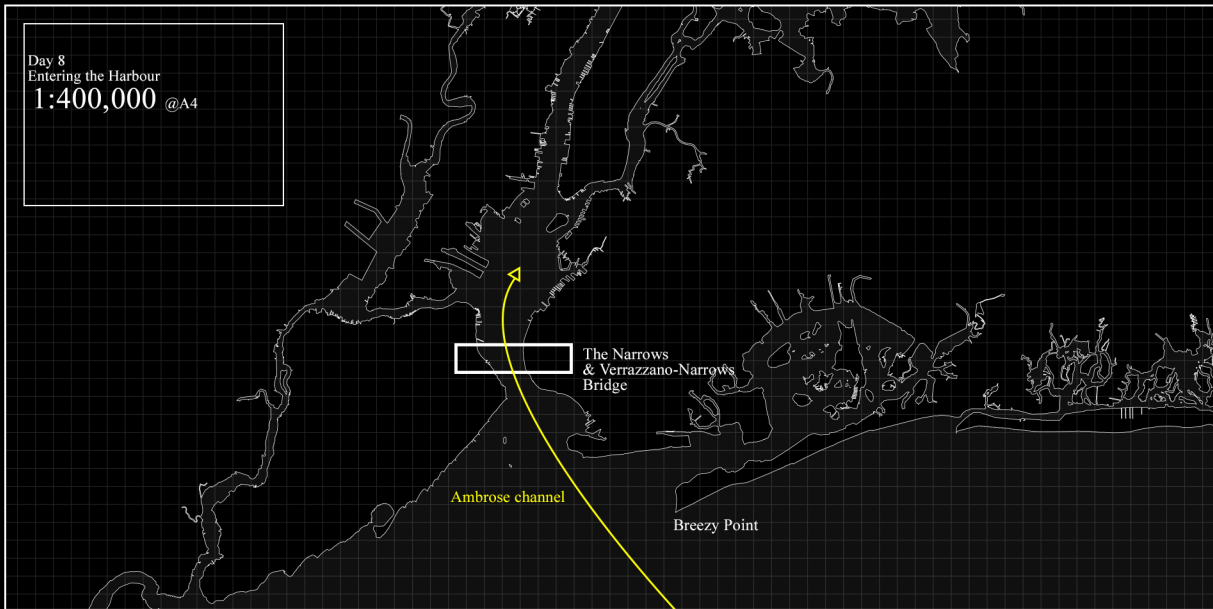 Day 8
Entering the Harbour
1:400,000 @A4
The Narrows
& Verrazzano-Narrows
Bridge
Ambrose channel
Breezy Point